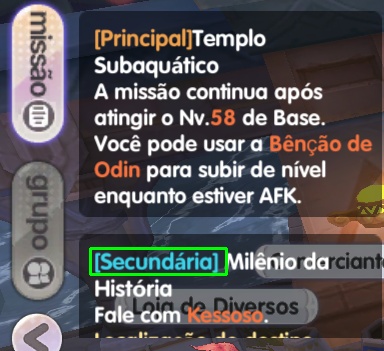 missão
grupo
[Principal]Templo
Subaquático
A missão continua após
atingir o Nv.58 de Base.
Você pode usar a Bênção de
Odin para subir de nível
enquanto estiver AFK.
[Secundária] Milênio da
História
Fale com Kessoso.
Loja de Diversos